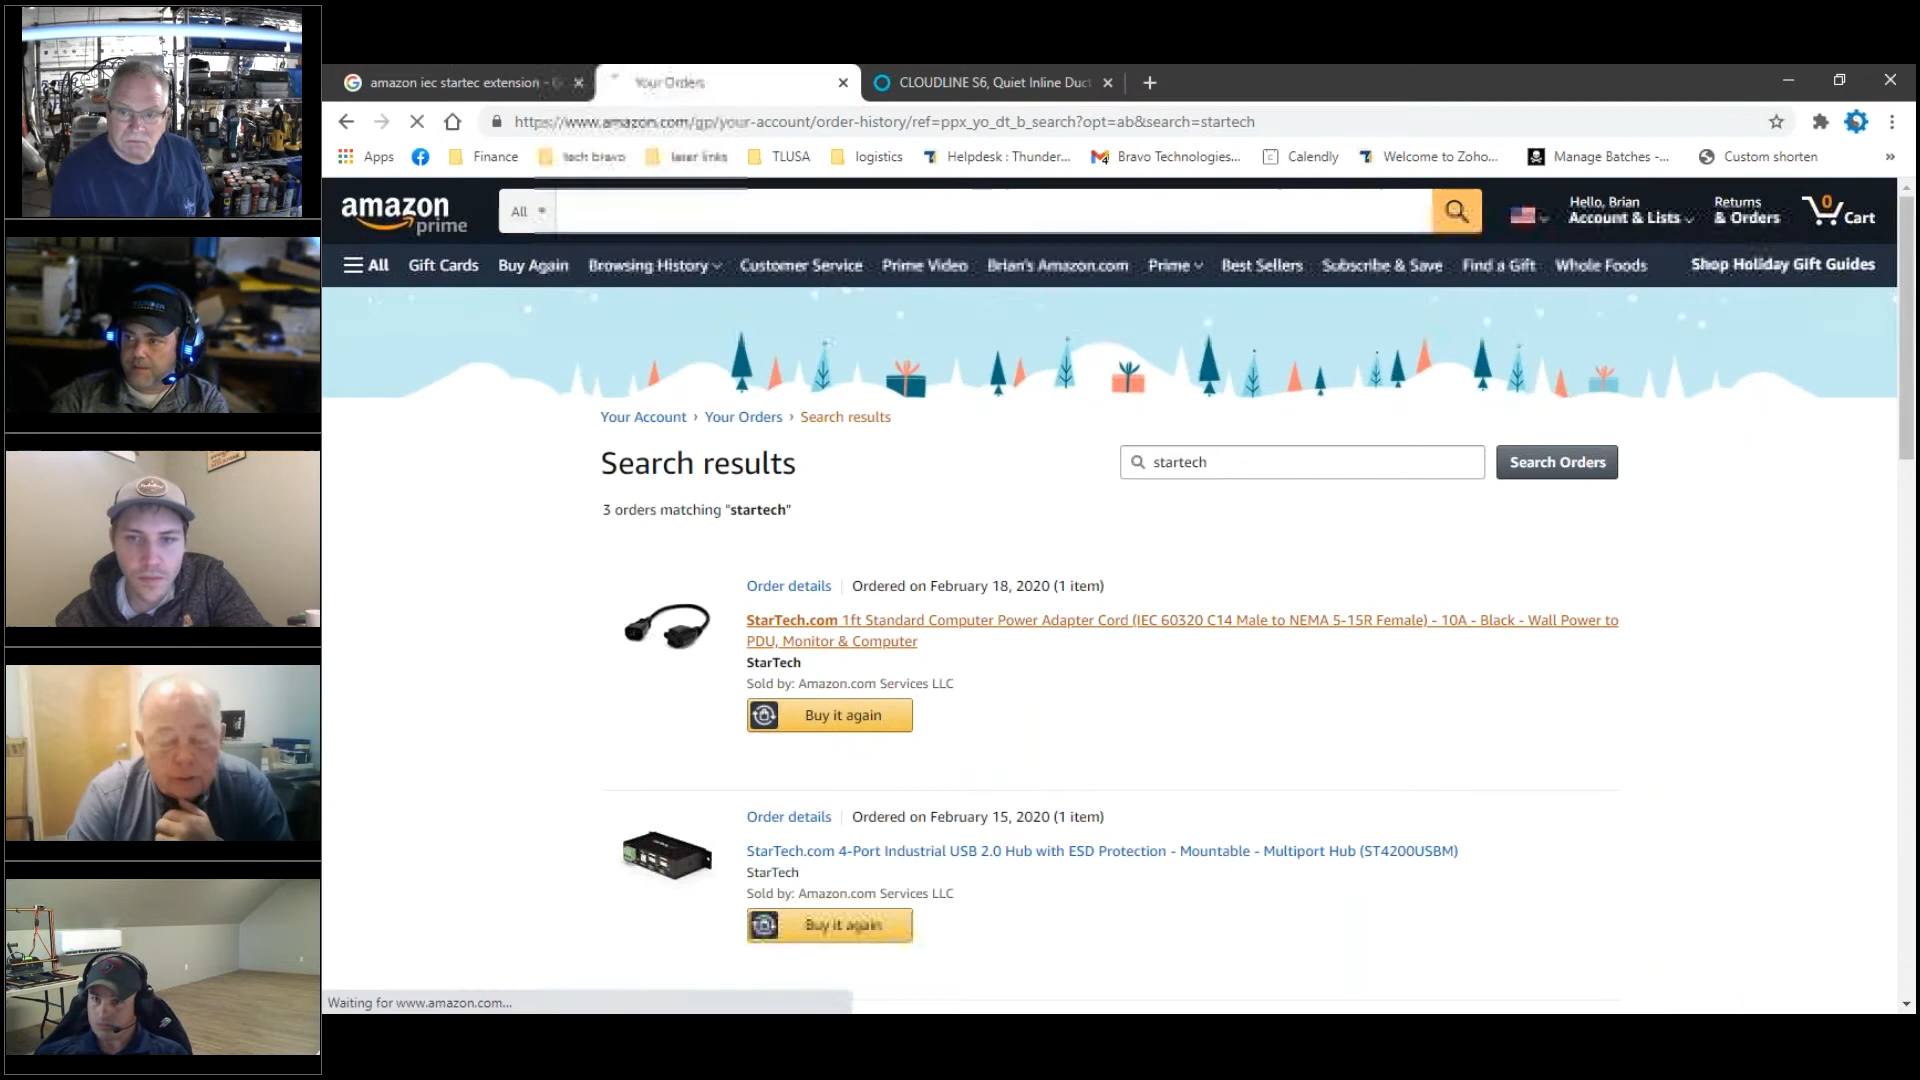 amazon iec startec extension - G
Your Orders
CLOUDLINE S6, Quiet Inline Duct
https://www.amazon.com/gp/your-account/order-history/ref=ppx_yo_dt_b_search?opt=ab&search=startech
Apps
Finance
tech bravo
laser links
TLUSA
logistics
Helpdesk : Thunder...
Bravo Technologies...
Calendly
Welcome to Zoho...
Manage Batches -...
Custom shorten
»
amazon
prime
All
Hello, Brian
Account & Lists
Returns
& Orders
0
Cart
All
Gift Cards
Buy Again
Browsing History
Customer Service
Prime Video
Brian's Amazon.com
Prime
Best Sellers
Subscribe & Save
Find a Gift
Whole Foods
Shop Holiday Gift Guides
Your Account › Your Orders › Search results
Search results
startech
Search Orders
3 orders matching "startech"
Order details | Ordered on February 18, 2020 (1 item)
StarTech.com 1ft Standard Computer Power Adapter Cord (IEC 60320 C14 Male to NEMA 5-15R Female) - 10A - Black - Wall Power to
PDU, Monitor & Computer
StarTech
Sold by: Amazon.com Services LLC
Buy it again
Order details | Ordered on February 15, 2020 (1 item)
StarTech.com 4-Port Industrial USB 2.0 Hub with ESD Protection - Mountable - Multiport Hub (ST4200USBM)
StarTech
Sold by: Amazon.com Services LLC
Buy it again
Waiting for www.amazon.com...